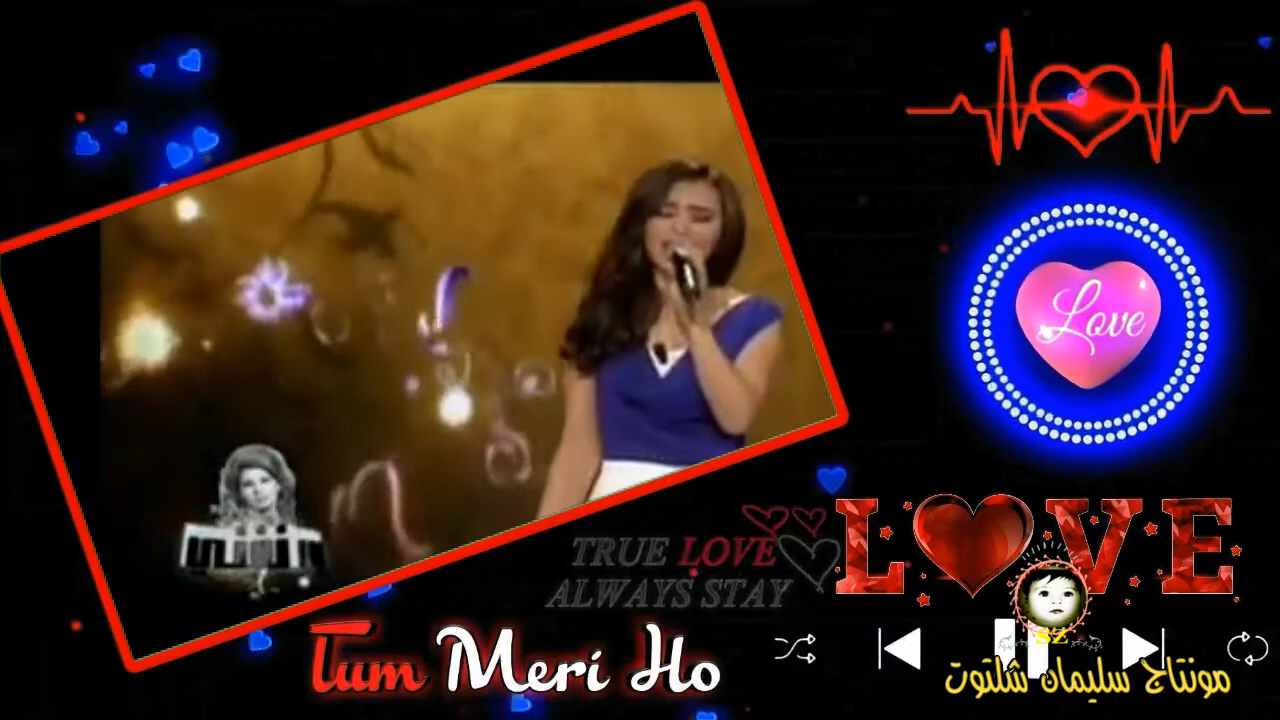 Love
TRUE LOVE
ALWAYS STAY
LOVE
Tum Meri Ho
SZ
مونتاج سليمان شلتوت